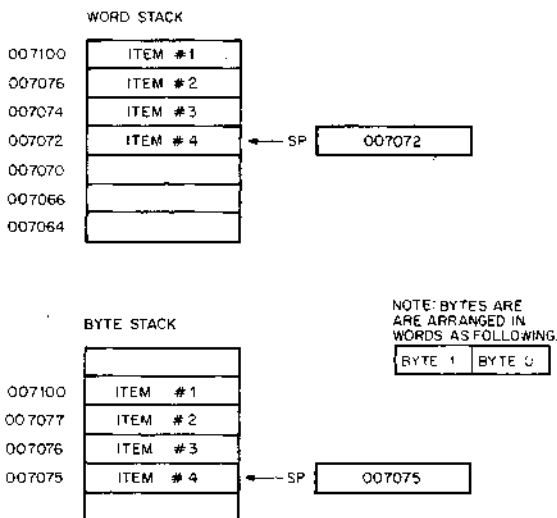 WORD STACK
007100 ITEM #1
007076 ITEM #2
007074 ITEM #3
007072 ITEM #4 SP 007072
007070
007066
007064
NOTE: BYTES ARE
ARE ARRANGED IN
WORDS AS FOLLOWING.
BYTE 1 BYTE 0
BYTE STACK
007100 ITEM #1
007077 ITEM #2
007076 ITEM #3
007075 ITEM #4 SP 007075